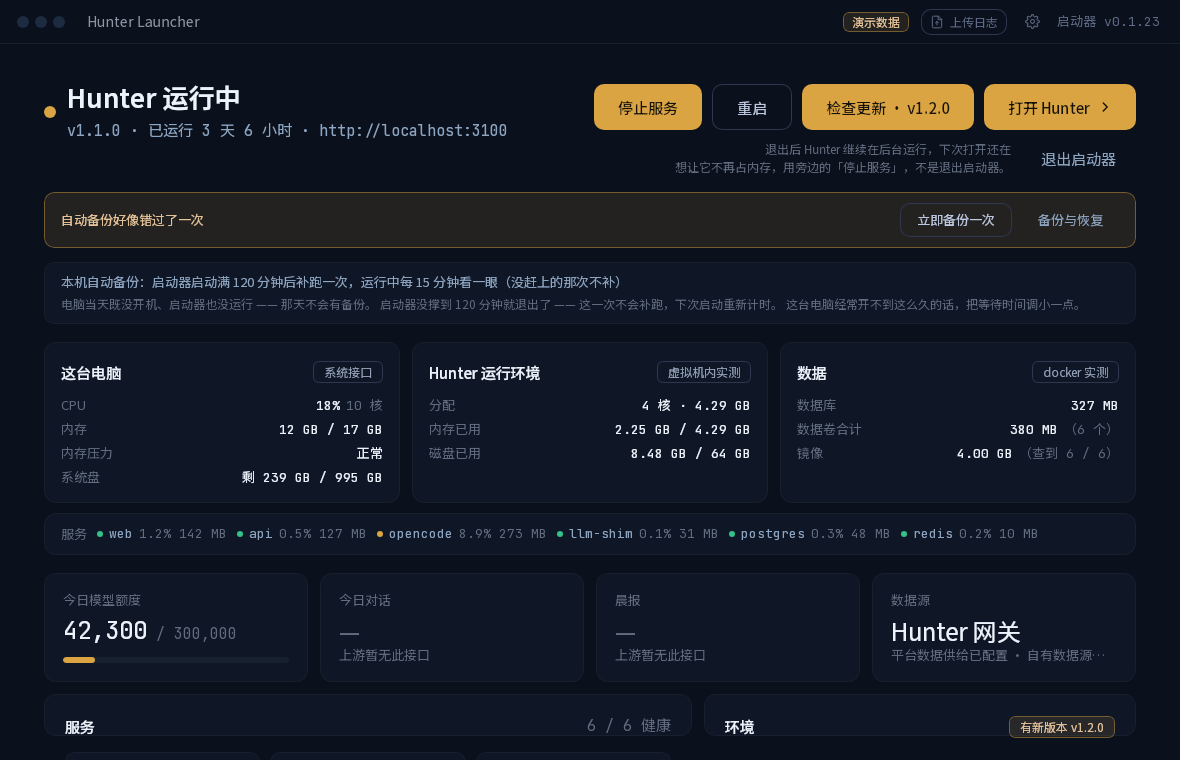 Hunter Launcher
演示数据
上传日志
启动器 v0.1.23
Hunter 运行中
v1.1.0 · 已运行 3 天 6 小时 · http://localhost:3100
停止服务
重启
检查更新 · v1.2.0
打开 Hunter
退出后 Hunter 继续在后台运行，下次打开还在
想让它不再占内存，用旁边的「停止服务」，不是退出启动器。
退出启动器
自动备份好像错过了一次
立即备份一次
备份与恢复
本机自动备份：启动器启动满 120 分钟后补跑一次，运行中每 15 分钟看一眼（没赶上的那次不补）
电脑当天既没开机、启动器也没运行 —— 那天不会有备份。 启动器没撑到 120 分钟就退出了 —— 这一次不会补跑，下次启动重新计时。 这台电脑经常开不到这么久的话，把等待时间调小一点。
这台电脑
系统接口
CPU 18% 10 核
内存 12 GB / 17 GB
内存压力 正常
系统盘 剩 239 GB / 995 GB
Hunter 运行环境
虚拟机内实测
分配 4 核 · 4.29 GB
内存已用 2.25 GB / 4.29 GB
磁盘已用 8.48 GB / 64 GB
数据
docker 实测
数据库 327 MB
数据卷合计 380 MB （6 个）
镜像 4.00 GB （查到 6 / 6）
服务 web 1.2% 142 MB api 0.5% 127 MB opencode 8.9% 273 MB llm-shim 0.1% 31 MB postgres 0.3% 48 MB redis 0.2% 10 MB
今日模型额度
42,300 / 300,000
今日对话
—
上游暂无此接口
晨报
—
上游暂无此接口
数据源
Hunter 网关
平台数据供给已配置 · 自有数据源…
服务
6 / 6 健康
环境
有新版本 v1.2.0